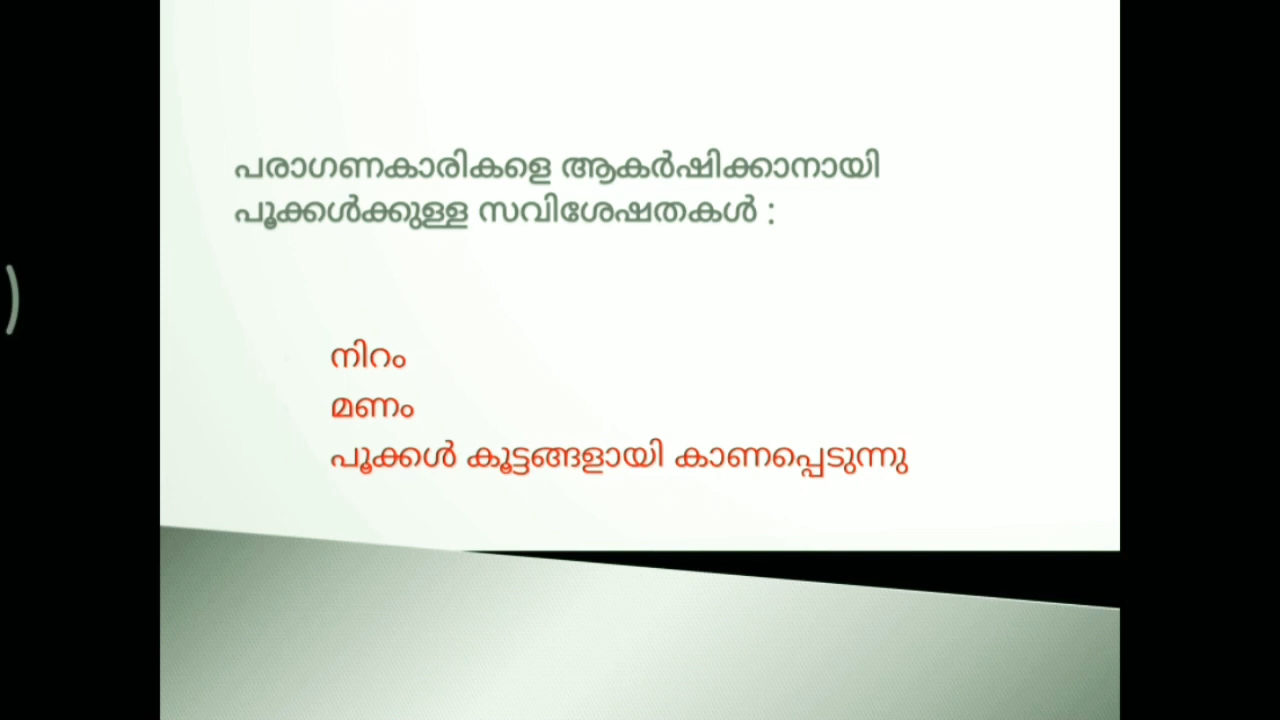 പരാഗണകാരികളെ ആകർഷിക്കാനായി
പൂക്കൾക്കുള്ള സവിശേഷതകൾ :
നിറം
മണം
പൂക്കൾ കൂട്ടങ്ങളായി കാണപ്പെടുന്നു